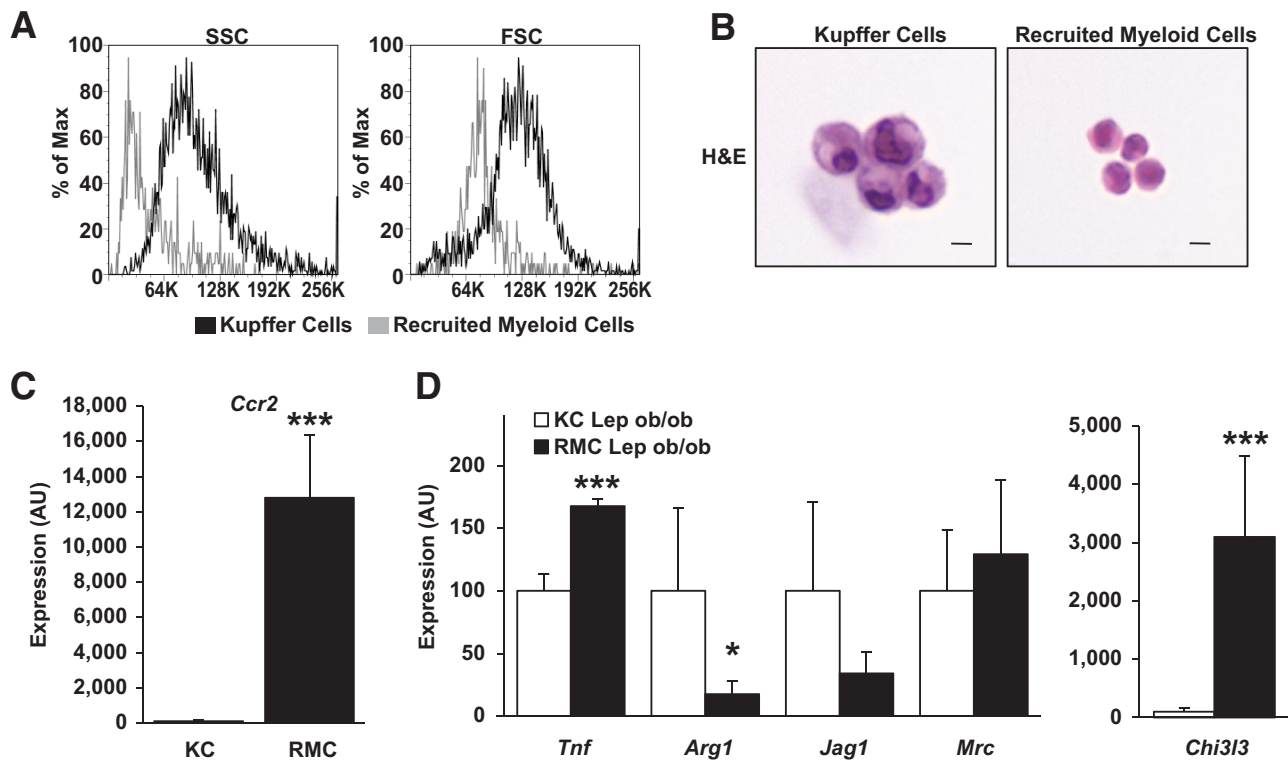 A
SSC
FSC
% of Max
100
80
60
40
20
0
64K 128K 192K 256K
% of Max
100
80
60
40
20
0
64K 128K 192K 256K
Kupffer Cells Recruited Myeloid Cells
B
Kupffer Cells Recruited Myeloid Cells
H&E
C
Ccr2
Expression (AU)
18,000
16,000
14,000
12,000
10,000
8,000
6,000
4,000
2,000
0
***
KC RMC
D
KC Lep ob/ob
RMC Lep ob/ob
Expression (AU)
200
150
100
50
0
***
*
Tnf Arg1 Jag1 Mrc
5,000
4,000
3,000
2,000
1,000
0
***
Chi3l3